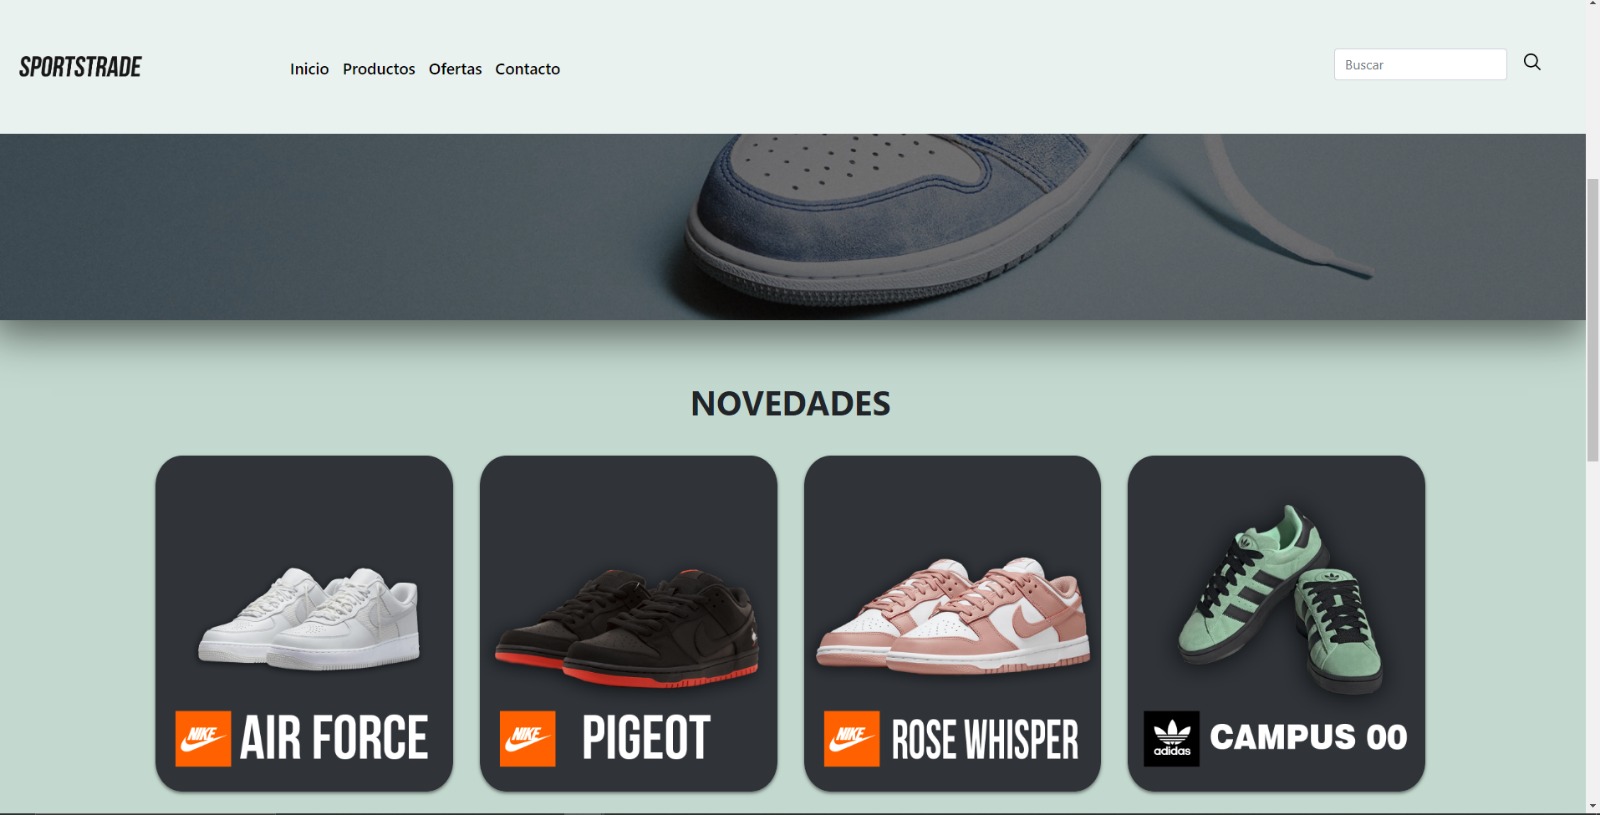 SPORTSTRADE
Inicio Productos Ofertas Contacto
Buscar
NOVEDADES
NIKE AIR FORCE
NIKE PIGEOT
NIKE ROSE WHISPER
adidas CAMPUS 00